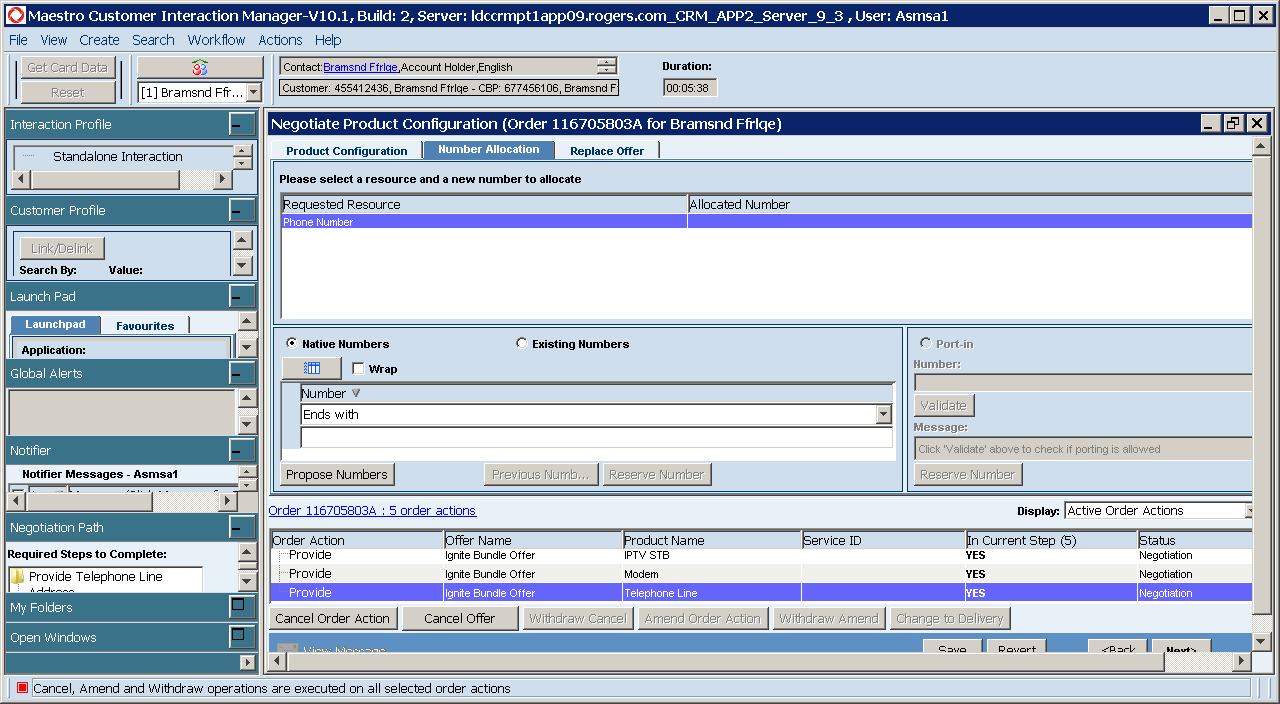 Maestro Customer Interaction Manager-V10.1, Build: 2, Server: ldccrmpt1app09.rogers.com_CRM_APP2_Server_9_3 , User: Asmsa1
File View Create Search Workflow Actions Help
Get Card Data
Reset
[1] Bramsnd Ffr...
Contact:Bramsnd Ffrlqe,Account Holder,English
Customer: 455412436, Bramsnd Ffrlqe - CBP: 677456106, Bramsnd F
Duration:
00:05:38
Interaction Profile
Standalone Interaction
Customer Profile
Link/Delink
Search By: Value:
Launch Pad
Launchpad Favourites
Application:
Global Alerts
Notifier
Notifier Messages - Asmsa1
Negotiation Path
Required Steps to Complete:
Provide Telephone Line
Address
My Folders
Open Windows
Negotiate Product Configuration (Order 116705803A for Bramsnd Ffrlqe)
Product Configuration Number Allocation Replace Offer
Please select a resource and a new number to allocate
Requested Resource Allocated Number
Phone Number
Native Numbers Existing Numbers
Wrap
Number
Ends with
Propose Numbers Previous Numb... Reserve Number
Port-in
Number:
Validate
Message:
Click 'Validate' above to check if porting is allowed
Reserve Number
Order 116705803A : 5 order actions
Display: Active Order Actions
Order Action Offer Name Product Name Service ID In Current Step (5) Status
Provide Ignite Bundle Offer IPTV STB YES Negotiation
Provide Ignite Bundle Offer Modem YES Negotiation
Provide Ignite Bundle Offer Telephone Line YES Negotiation
Cancel Order Action Cancel Offer Withdraw Cancel Amend Order Action Withdraw Amend Change to Delivery
View Message Save Revert <Back Next>
Cancel, Amend and Withdraw operations are executed on all selected order actions